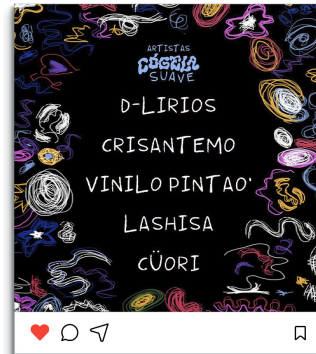 ARTISTAS
CÓGELA
SUAVE
D-LIRIOS
CRISANTEMO
VINILO PINTAO'
LASHISA
CÜORI